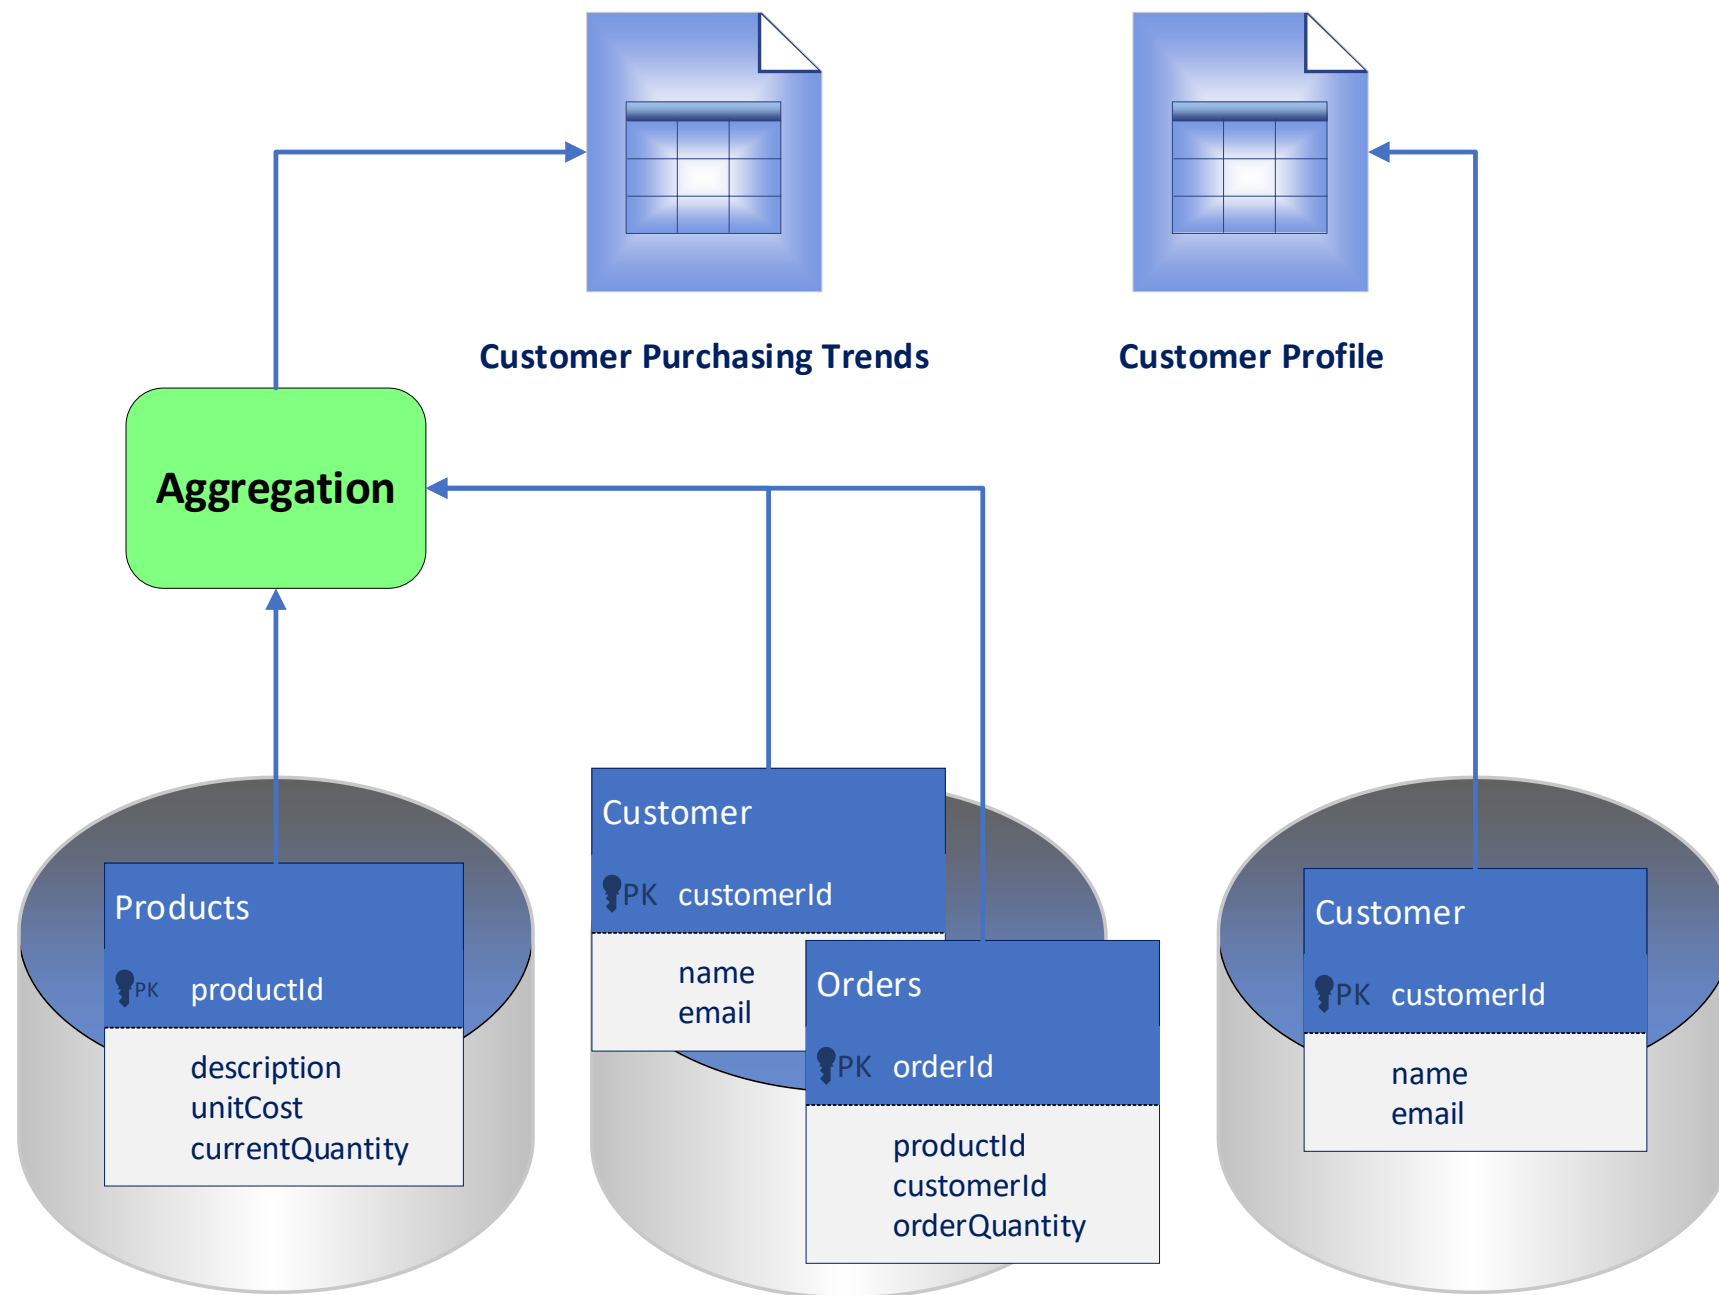 Customer Purchasing Trends
Customer Profile
Aggregation
Products
PK productId
description
unitCost
currentQuantity
Customer
PK customerId
name
email
Orders
PK orderId
productId
customerId
orderQuantity
Customer
PK customerId
name
email